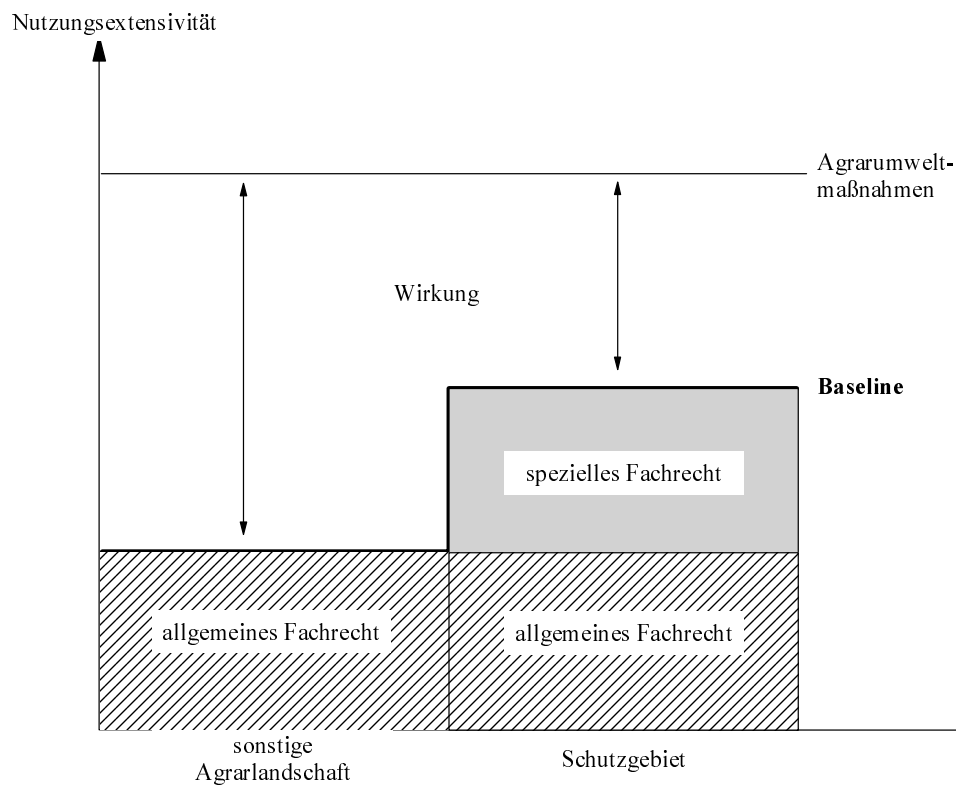 Nutzungsextensivität
Agrarumwelt-
maßnahmen
Wirkung
Baseline
spezielles Fachrecht
allgemeines Fachrecht
allgemeines Fachrecht
sonstige
Agrarlandschaft
Schutzgebiet